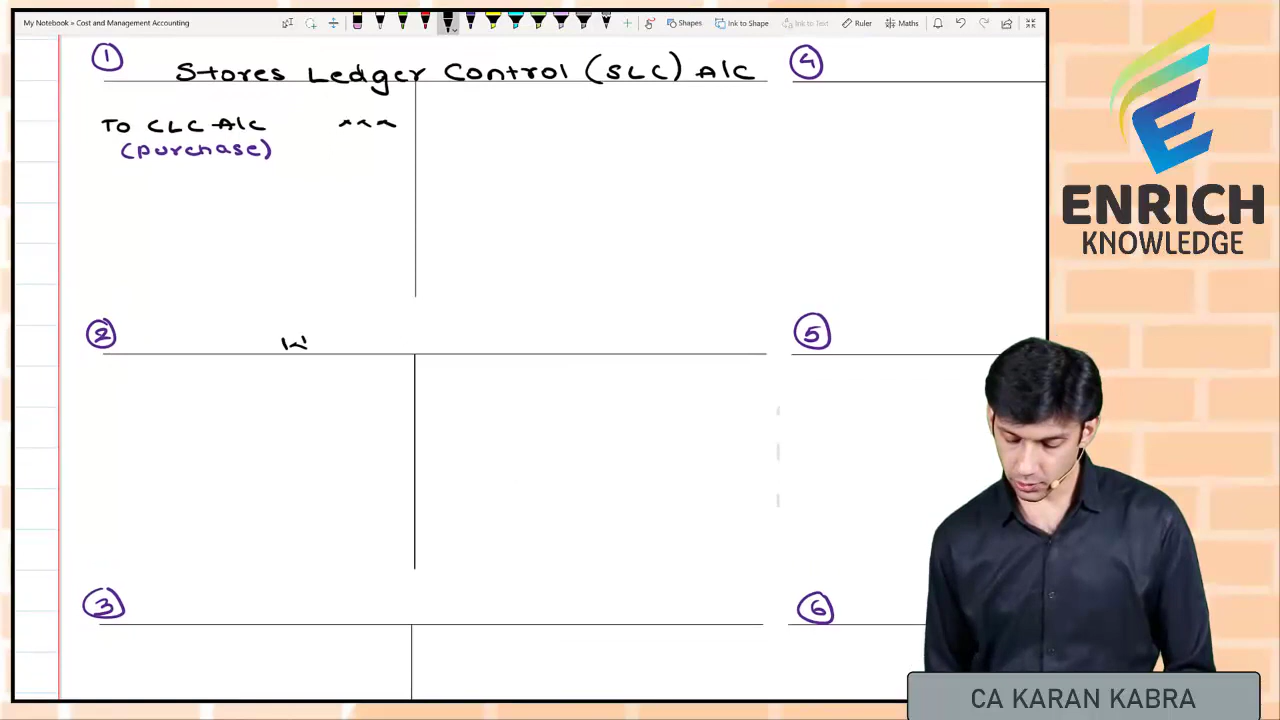 My Notebook » Cost and Management Accounting
Shapes
Ink to Shape
Ink to Text
Ruler
Maths
1
Stores Ledger Control (SLC) A/C
To CLC A/C xxx
(purchase)
2
3
4
5
6
E
ENRICH
KNOWLEDGE
CA KARAN KABRA